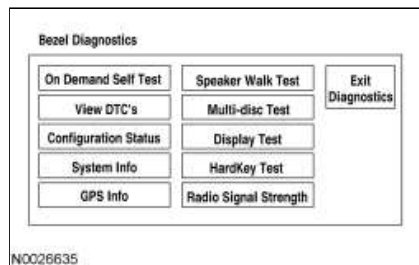 Bezel Diagnostics
On Demand Self Test
View DTC's
Configuration Status
System Info
GPS Info
Speaker Walk Test
Multi-disc Test
Display Test
HardKey Test
Radio Signal Strength
Exit
Diagnostics
N0026635